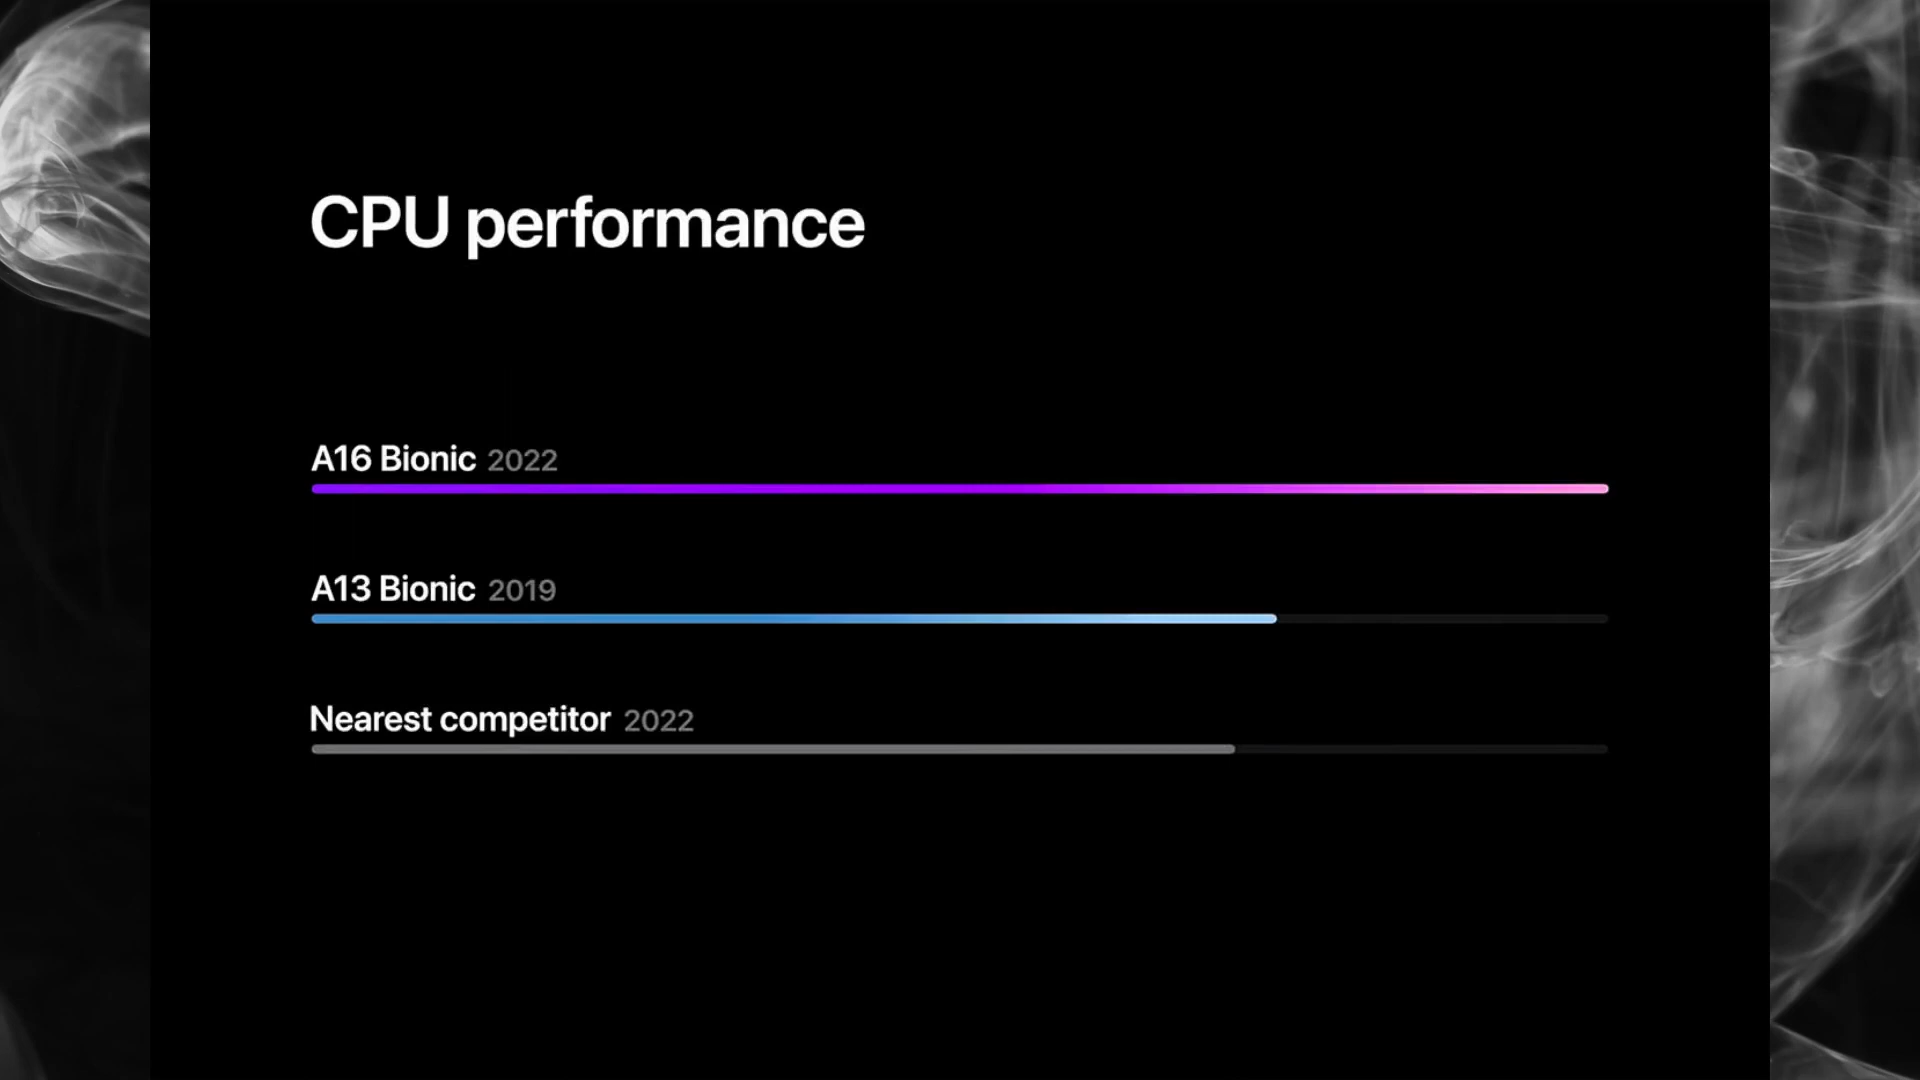 CPU performance
A16 Bionic 2022
A13 Bionic 2019
Nearest competitor 2022